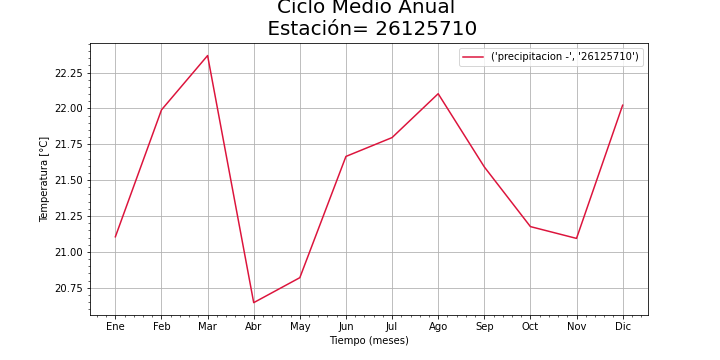 Ciclo Medio Anual
Estación= 26125710
('precipitacion -', '26125710')
Temperatura [°C]
22.25
22.00
21.75
21.50
21.25
21.00
20.75
Ene Feb Mar Abr May Jun Jul Ago Sep Oct Nov Dic
Tiempo (meses)